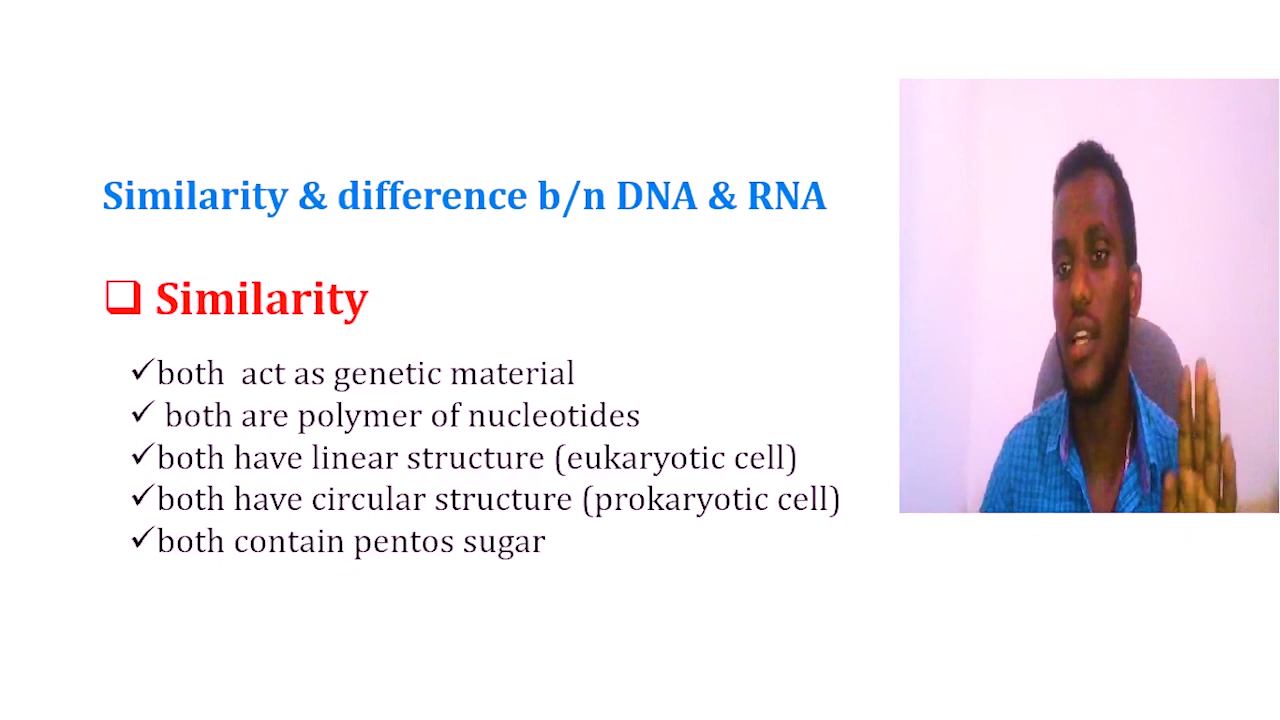 Similarity & difference b/n DNA & RNA
❑ Similarity
✓both act as genetic material
✓ both are polymer of nucleotides
✓both have linear structure (eukaryotic cell)
✓both have circular structure (prokaryotic cell)
✓both contain pentos sugar